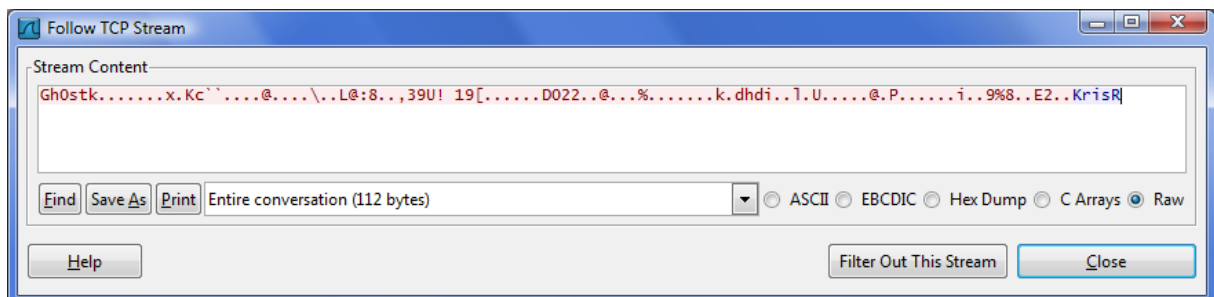 Follow TCP Stream
Stream Content
Gh0stk.......x.Kc``....@....\..L@:8..,39U! 19[......DO22..@...%.......k.dhdi..l.U.....@.P......i..9%8..E2..KrisR
Find Save As Print Entire conversation (112 bytes) ASCII EBCDIC Hex Dump C Arrays Raw
Help Filter Out This Stream Close